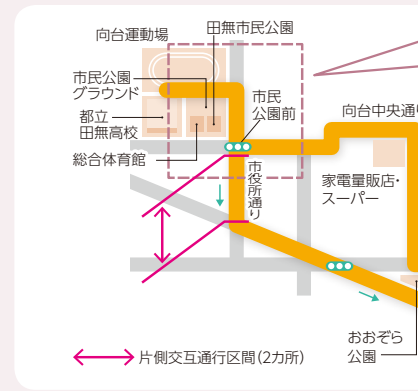 向台運動場
田無市民公園
市民公園
グラウンド
都立
田無高校
総合体育館
市民
公園前
向台中央通り
市役所通り
家電量販店・
スーパー
おおぞら
公園
片側交互通行区間(2カ所)